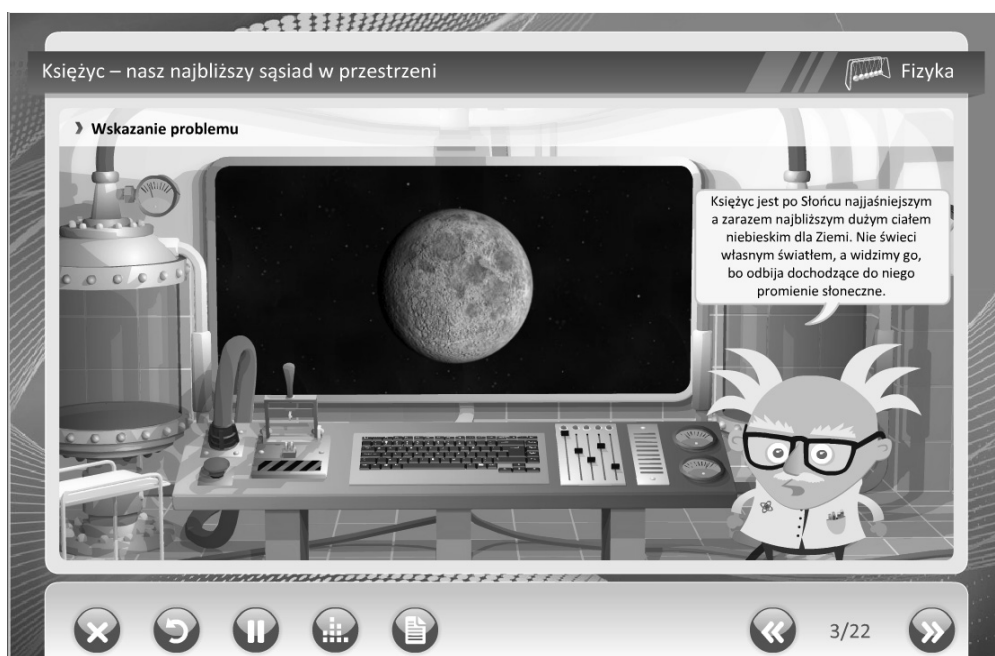 Księżyc – nasz najbliższy sąsiad w przestrzeni
Fizyka
Wskazanie problemu
Księżyc jest po Słońcu najjaśniejszym
a zarazem najbliższym dużym ciałem
niebieskim dla Ziemi. Nie świeci
własnym światłem, a widzimy go,
bo odbija dochodzące do niego
promienie słoneczne.
3/22